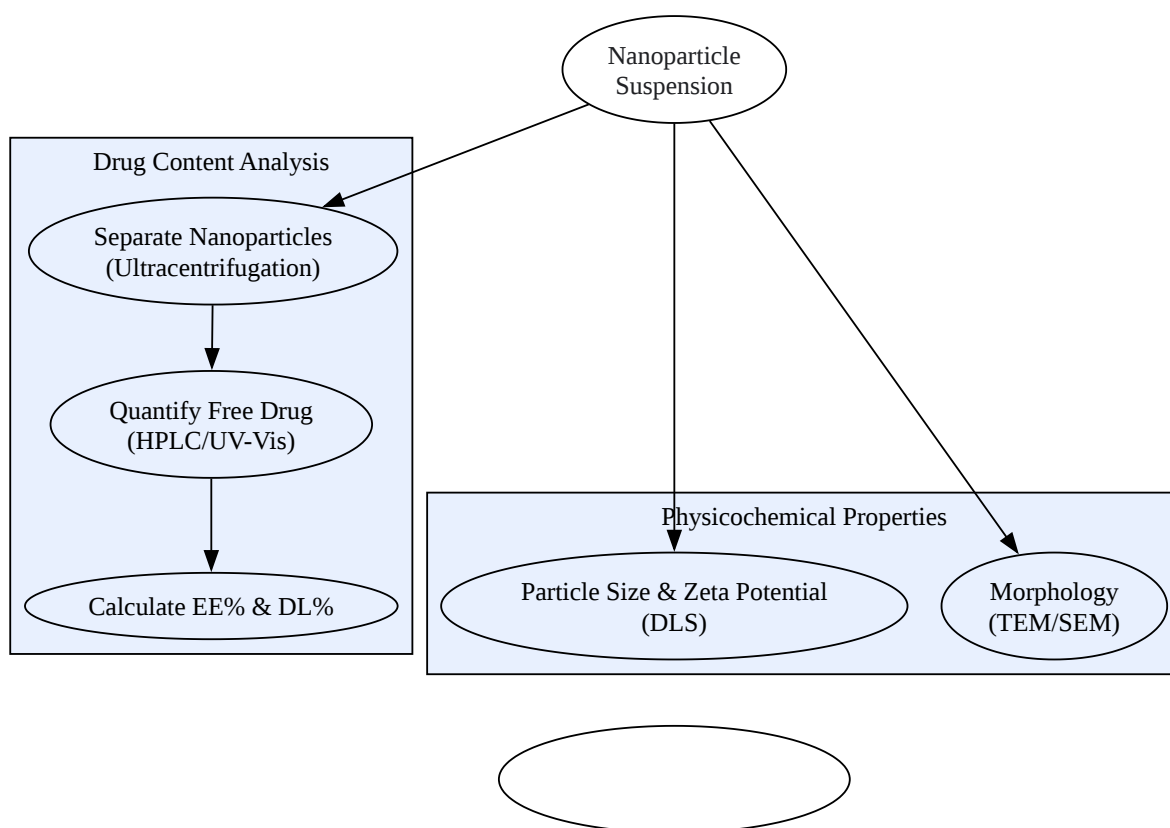 Nanoparticle
Suspension
Drug Content Analysis
Separate Nanoparticles
(Ultracentrifugation)
Quantify Free Drug
(HPLC/UV-Vis)
Calculate EE% & DL%
Physicochemical Properties
Particle Size & Zeta Potential
(DLS)
Morphology
(TEM/SEM)